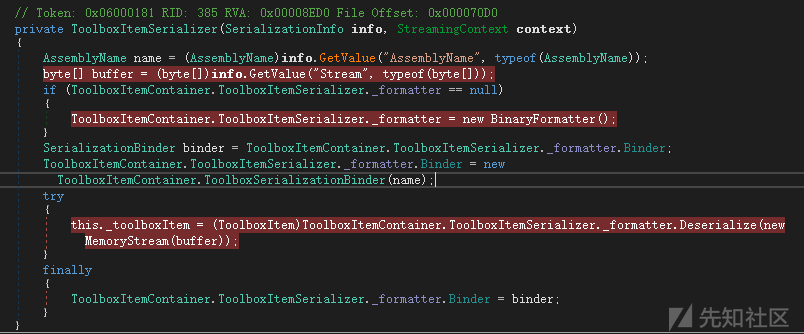 // Token: 0x06000181 RID: 385 RVA: 0x00008ED0 File Offset: 0x000070D0
private ToolboxItemSerializer(SerializationInfo info, StreamingContext context)
{
AssemblyName name = (AssemblyName)info.GetValue("AssemblyName", typeof(AssemblyName));
byte[] buffer = (byte[])info.GetValue("Stream", typeof(byte[]));
if (ToolboxItemContainer.ToolboxItemSerializer._formatter == null)
{
ToolboxItemContainer.ToolboxItemSerializer._formatter = new BinaryFormatter();
}
SerializationBinder binder = ToolboxItemContainer.ToolboxItemSerializer._formatter.Binder;
ToolboxItemContainer.ToolboxItemSerializer._formatter.Binder = new
ToolboxItemContainer.ToolboxSerializationBinder(name);
try
{
this._toolboxItem = (ToolboxItem)ToolboxItemContainer.ToolboxItemSerializer._formatter.Deserialize(new
MemoryStream(buffer));
}
finally
{
ToolboxItemContainer.ToolboxItemSerializer._formatter.Binder = binder;
}
}
先知社区